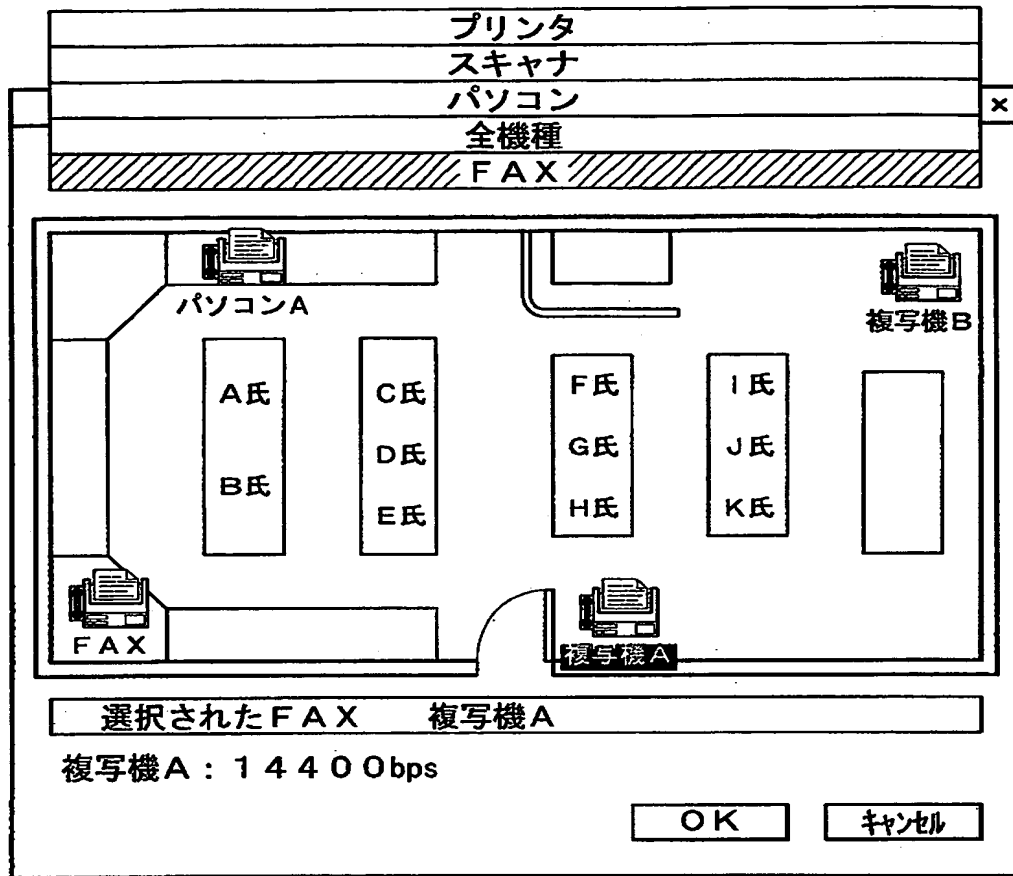 プリンタ
スキャナ
パソコン
×
全機種
FAX
パソコンA
複写機B
A氏
C氏
F氏
I氏
D氏
G氏
J氏
B氏
E氏
H氏
K氏
FAX
複写機A
選択されたFAX 複写機A
複写機A:14400bps
OK
キャンセル